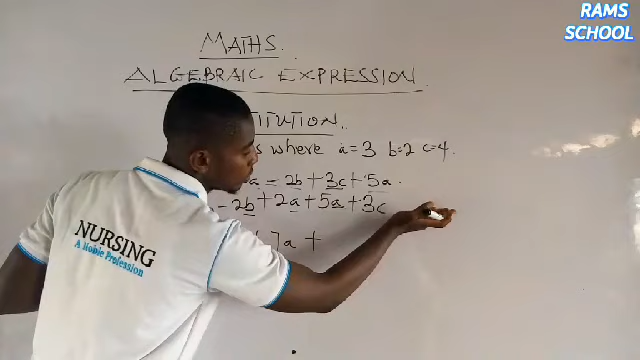 RAMS
SCHOOL
MATHS.
ALGEBRAIC EXPRESSION.
TITUTION.
s where a=3 b=2 c=4.
a - 2b + 3c + 5a.
- 2b + 2a + 5a + 3c
7a +
NURSING
A Noble Profession